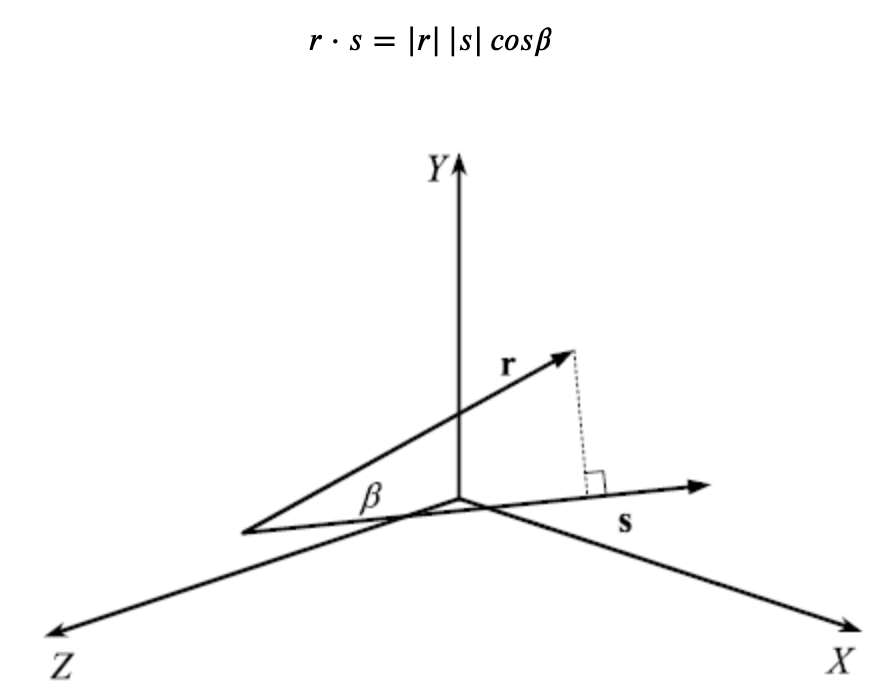 r · s = |r| |s| cosβ
Y
r
β
s
Z
X